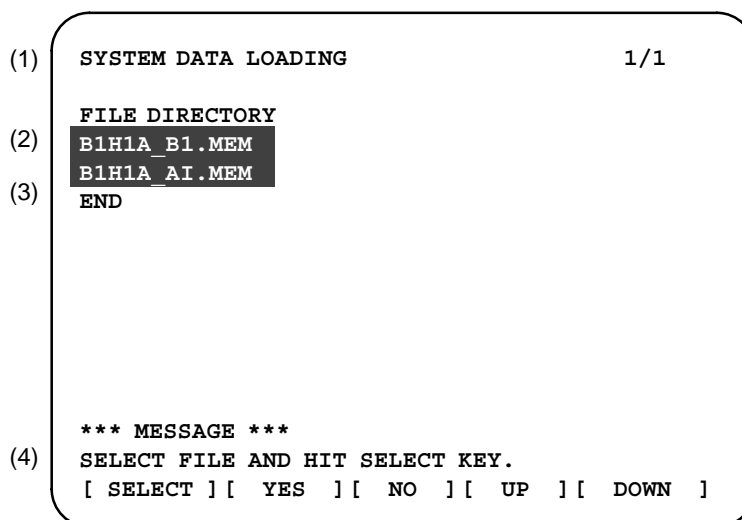 (1) SYSTEM DATA LOADING 1/1
FILE DIRECTORY
(2) B1H1A_B1.MEM
B1H1A_AI.MEM
(3) END
*** MESSAGE ***
(4) SELECT FILE AND HIT SELECT KEY.
[ SELECT ] [ YES ] [ NO ] [ UP ] [ DOWN ]